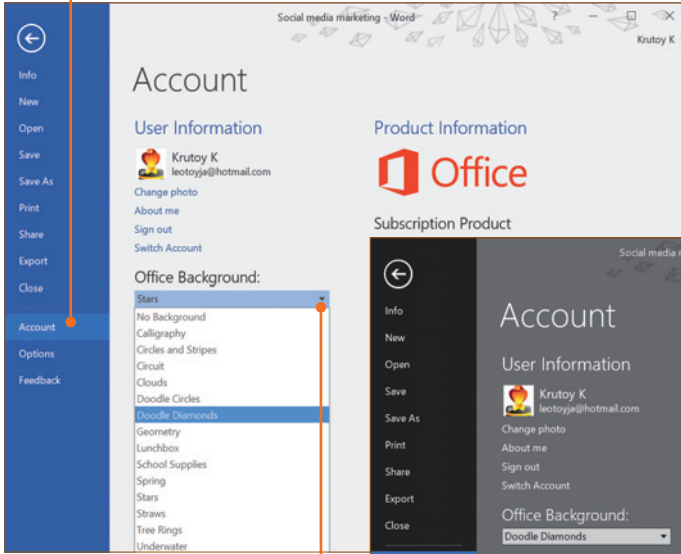 Social media marketing - Word
?
Krutoy K
Info
New
Open
Save
Save As
Print
Share
Export
Close
Account
Options
Feedback
Account
User Information
Krutoy K
leotoyja@hotmail.com
Change photo
About me
Sign out
Switch Account
Office Background:
Stars
No Background
Calligraphy
Circles and Stripes
Circuit
Clouds
Doodle Circles
Doodle Diamonds
Geometry
Lunchbox
School Supplies
Spring
Stars
Straws
Tree Rings
Underwater
Product Information
Office
Subscription Product
Social media
Info
New
Open
Save
Save As
Print
Share
Export
Close
Account
User Information
Krutoy K
leotoyja@hotmail.com
Change photo
About me
Sign out
Switch Account
Office Background:
Doodle Diamonds